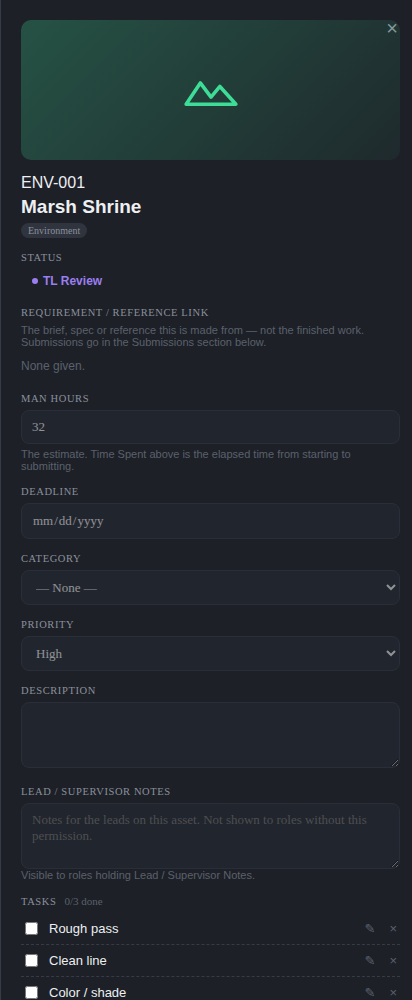 ×
ENV-001
Marsh Shrine
Environment
STATUS
TL Review
REQUIREMENT / REFERENCE LINK
The brief, spec or reference this is made from — not the finished work.
Submissions go in the Submissions section below.
None given.
MAN HOURS
32
The estimate. Time Spent above is the elapsed time from starting to
submitting.
DEADLINE
mm/dd/yyyy
CATEGORY
— None —
PRIORITY
High
DESCRIPTION
LEAD / SUPERVISOR NOTES
Notes for the leads on this asset. Not shown to roles without this
permission.
Visible to roles holding Lead / Supervisor Notes.
TASKS 0/3 done
Rough pass ✎ ×
Clean line ✎ ×
Color / shade ✎ ×